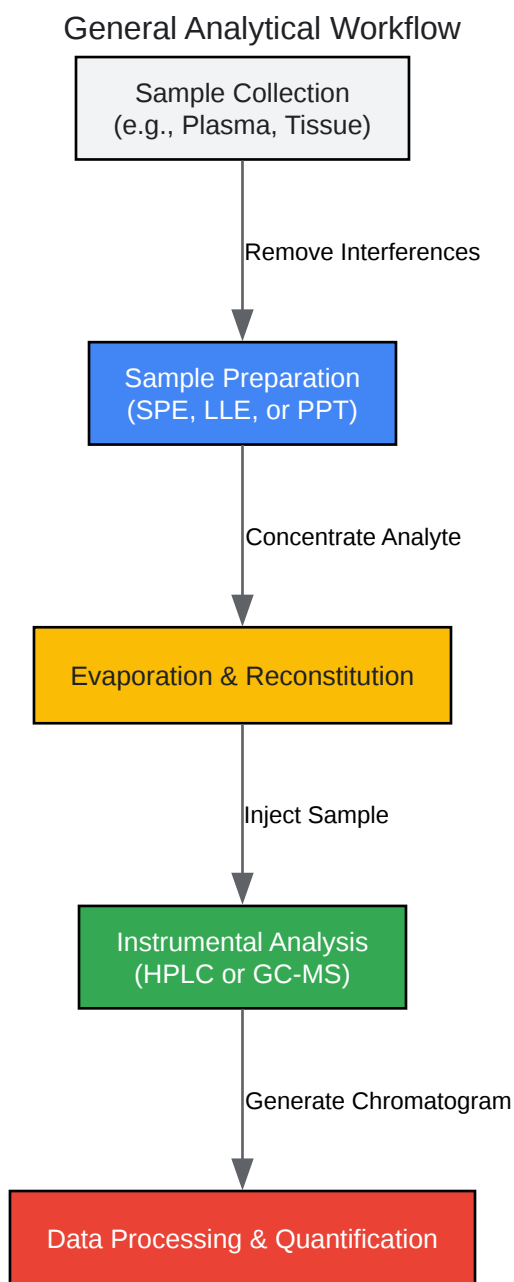 General Analytical Workflow
Sample Collection
(e.g., Plasma, Tissue)
Remove Interferences
Sample Preparation
(SPE, LLE, or PPT)
Concentrate Analyte
Evaporation & Reconstitution
Inject Sample
Instrumental Analysis
(HPLC or GC-MS)
Generate Chromatogram
Data Processing & Quantification